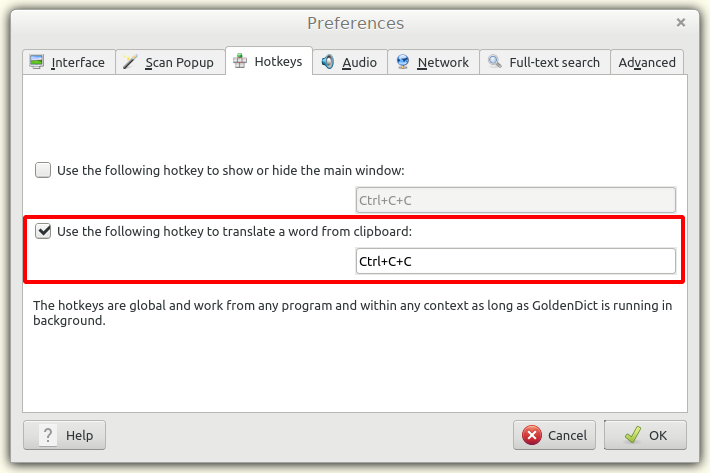 Preferences
Interface Scan Popup Hotkeys Audio Network Full-text search Advanced
Use the following hotkey to show or hide the main window:
Ctrl+C+C
Use the following hotkey to translate a word from clipboard:
Ctrl+C+C
The hotkeys are global and work from any program and within any context as long as GoldenDict is running in
background.
? Help Cancel OK